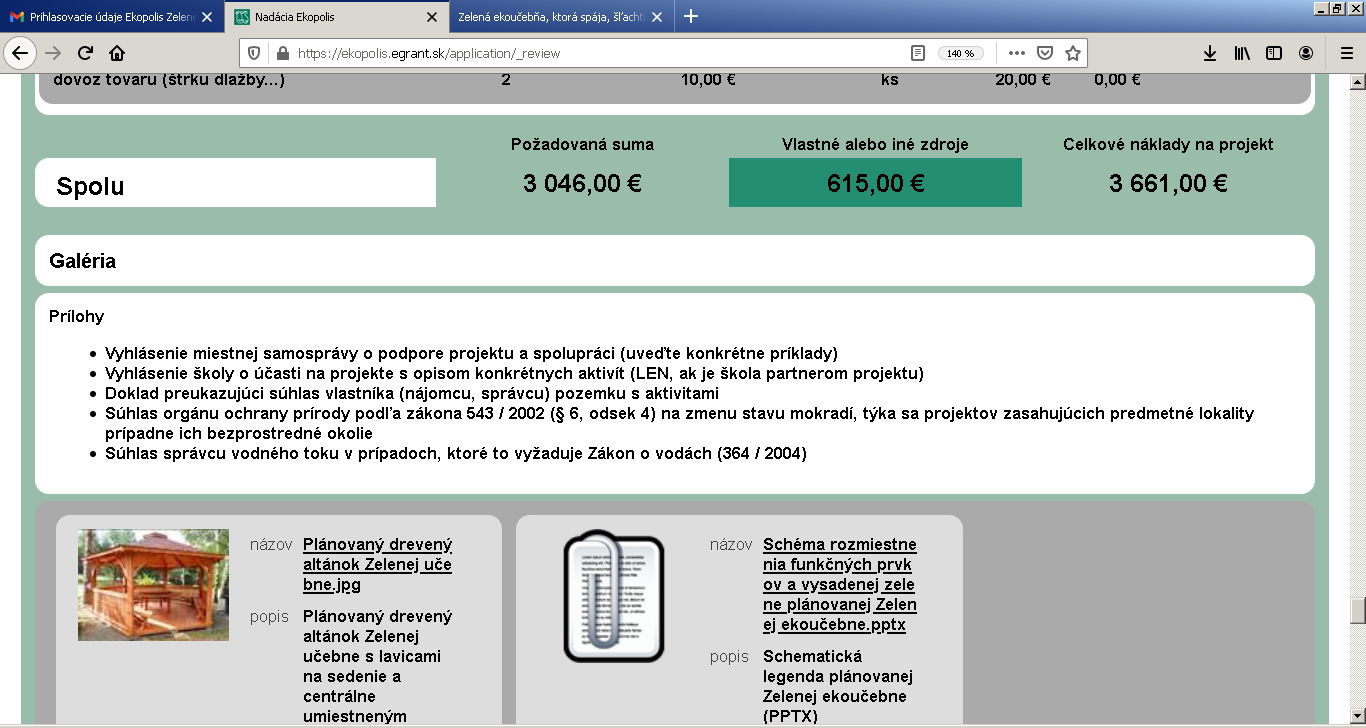 Prihlasovacie údaje Ekopolis Zelen
Nadácia Ekopolis
Zelená ekoučebňa, ktorá spája, šľacht
https://ekopolis.egrant.sk/application/_review
140 %
dovoz tovaru (štrku dlažby...) 2 10,00 € ks 20,00 € 0,00 €
Požadovaná suma Vlastné alebo iné zdroje Celkové náklady na projekt
Spolu 3 046,00 € 615,00 € 3 661,00 €
Galéria
Prílohy
Vyhlásenie miestnej samosprávy o podpore projektu a spolupráci (uveďte konkrétne príklady)
Vyhlásenie školy o účasti na projekte s opisom konkrétnych aktivít (LEN, ak je škola partnerom projektu)
Doklad preukazujúci súhlas vlastníka (nájomcu, správcu) pozemku s aktivitami
Súhlas orgánu ochrany prírody podľa zákona 543 / 2002 (§ 6, odsek 4) na zmenu stavu mokradí, týka sa projektov zasahujúcich predmetné lokality
prípadne ich bezprostredné okolie
Súhlas správcu vodného toku v prípadoch, ktoré to vyžaduje Zákon o vodách (364 / 2004)
názov Plánovaný drevený
altánok Zelenej uče
bne.jpg
popis Plánovaný drevený
altánok Zelenej
učebne s lavicami
na sedenie a
centrálne
umiestneným
názov Schéma rozmiestne
nia funkčných prvk
ov a vysadenej zele
ne plánovanej Zelen
ej ekoučebne.pptx
popis Schematická
legenda plánovanej
Zelenej ekoučebne
(PPTX)